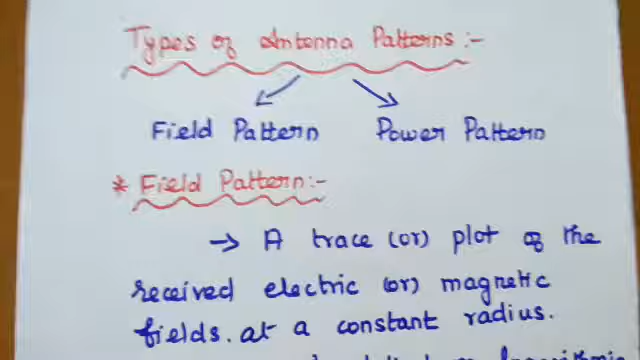 Types of Antenna Patterns:-
Field Pattern Power Pattern
* Field Pattern:-
→ A trace (or) plot of the
received electric (or) magnetic
fields. at a constant radius.